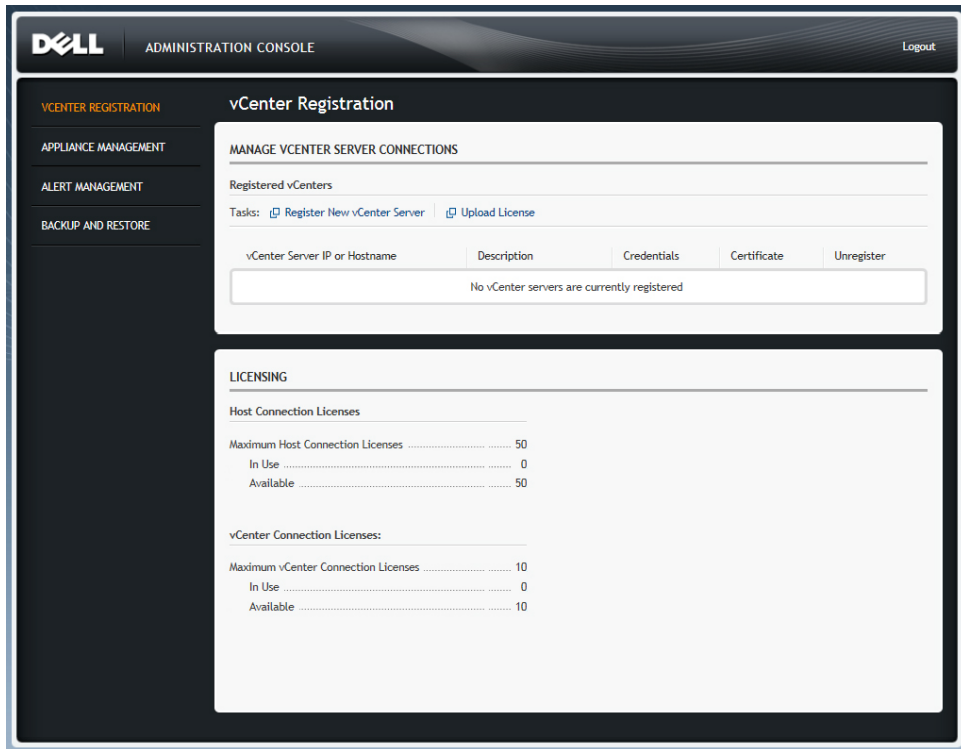 DELL ADMINISTRATION CONSOLE Logout
VCENTER REGISTRATION
APPLIANCE MANAGEMENT
ALERT MANAGEMENT
BACKUP AND RESTORE
vCenter Registration
MANAGE VCENTER SERVER CONNECTIONS
Registered vCenters
Tasks: Register New vCenter Server Upload License
vCenter Server IP or Hostname Description Credentials Certificate Unregister
No vCenter servers are currently registered
LICENSING
Host Connection Licenses
Maximum Host Connection Licenses 50
In Use 0
Available 50
vCenter Connection Licenses:
Maximum vCenter Connection Licenses 10
In Use 0
Available 10